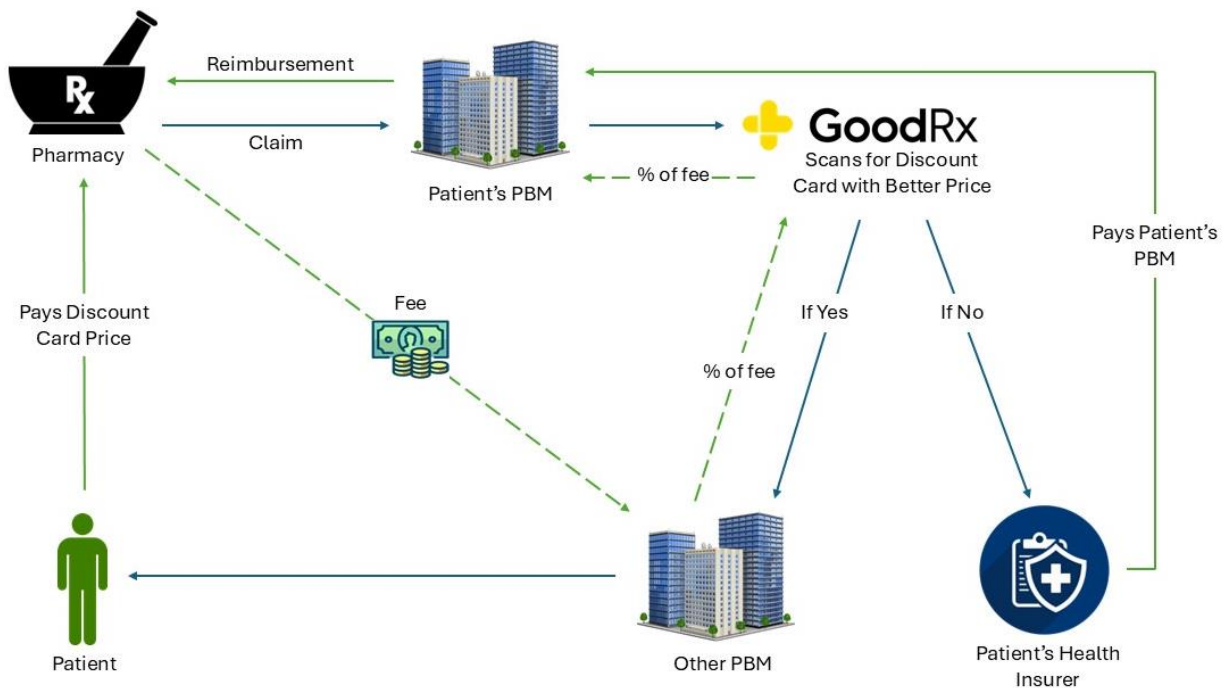 Reimbursement
Rx
Claim
Pharmacy
Patient's PBM
GoodRx
Scans for Discount
Card with Better Price
% of fee
Pays Patient's
PBM
Pays Discount
Card Price
Fee
If Yes
If No
% of fee
Patient
Other PBM
Patient's Health
Insurer